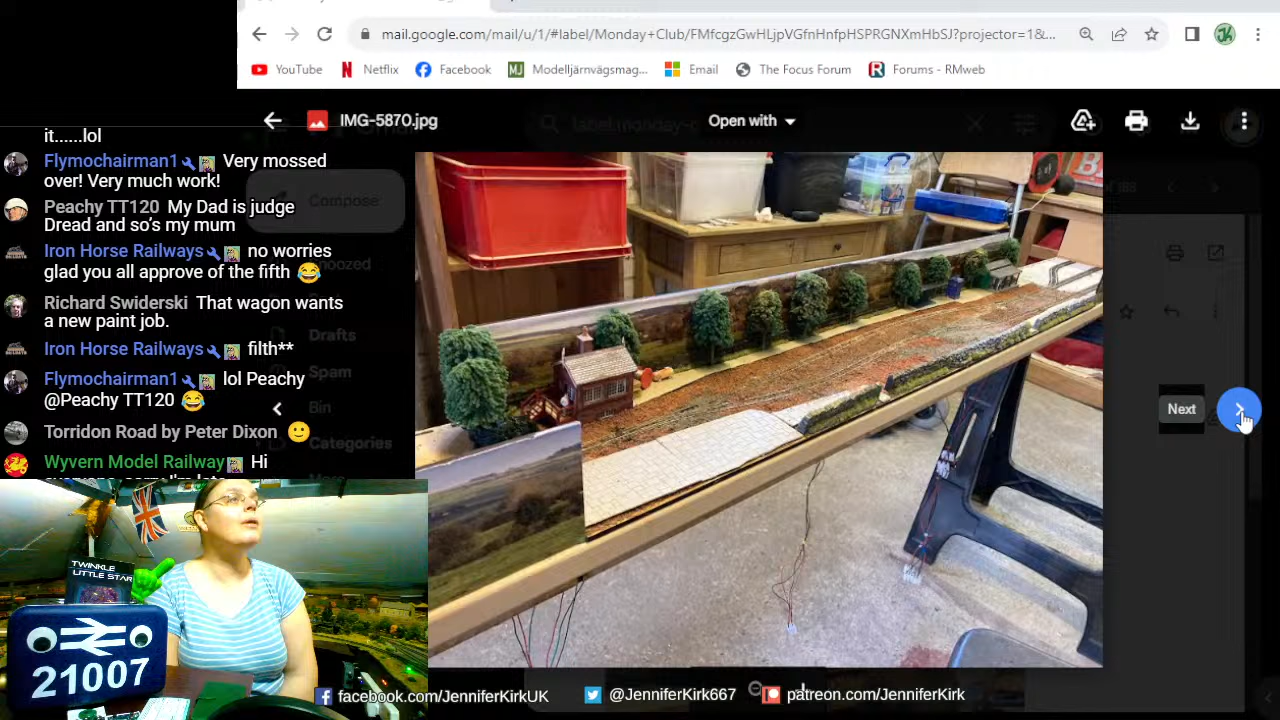 mail.google.com/mail/u/1/#label/Monday+Club/FMfcgzGwHLjpVGfnHnfpHSPRGNXmHbSJ?projector=1&...
YouTube Netflix Facebook Modelljärnvägsmag... Email The Focus Forum Forums - RMweb
IMG-5870.jpg
Open with
it......lol
Flymochairman1 Very mossed
over! Very much work!
Compose
Peachy TT120 My Dad is judge
Dread and so's my mum
Iron Horse Railways no worries
glad you all approve of the fifth
Richard Swiderski That wagon wants
a new paint job.
Drafts
Iron Horse Railways filth**
Spam
Flymochairman1 lol Peachy
@Peachy TT120
Bin
Next
Torridon Road by Peter Dixon
Categories
Wyvern Model Railway Hi
TWINKLE
LITTLE STAR
21007
facebook.com/JenniferKirkUK @JenniferKirk667 patreon.com/JenniferKirk